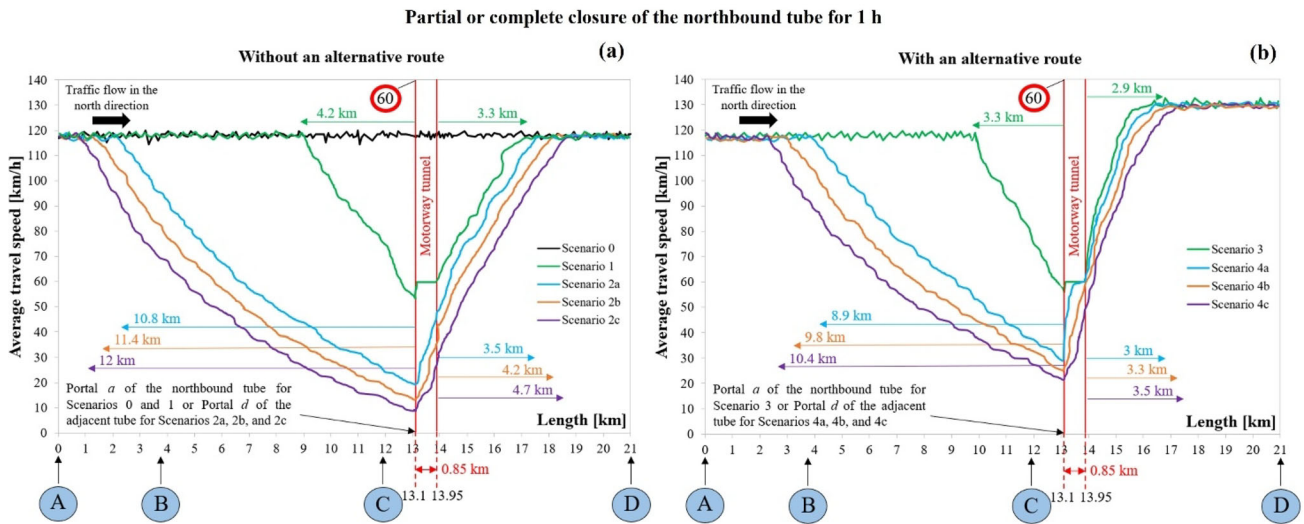 Partial or complete closure of the northbound tube for 1 h
Without an alternative route
(a)
Average travel speed [km/h]
140
130
120
110
100
90
80
70
60
50
40
30
20
10
0
Traffic flow in the
north direction
60
4.2 km
3.3 km
Motorway tunnel
Scenario 0
Scenario 1
Scenario 2a
Scenario 2b
Scenario 2c
10.8 km
11.4 km
12 km
3.5 km
4.2 km
4.7 km
Portal a of the northbound tube for
Scenarios 0 and 1 or Portal d of the
adjacent tube for Scenarios 2a, 2b, and 2c
Length [km]
0 1 2 3 4 5 6 7 8 9 10 11 12 13 14 15 16 17 18 19 20 21
0.85 km
13.1 13.95
A B C D
With an alternative route
(b)
Average travel speed [km/h]
140
130
120
110
100
90
80
70
60
50
40
30
20
10
0
Traffic flow in the
north direction
60
2.9 km
3.3 km
Motorway tunnel
Scenario 3
Scenario 4a
Scenario 4b
Scenario 4c
8.9 km
9.8 km
10.4 km
3 km
3.3 km
3.5 km
Portal a of the northbound tube for
Scenario 3 or Portal d of the adjacent
tube for Scenarios 4a, 4b, and 4c
Length [km]
0 1 2 3 4 5 6 7 8 9 10 11 12 13 14 15 16 17 18 19 20 21
0.85 km
13.1 13.95
A B C D